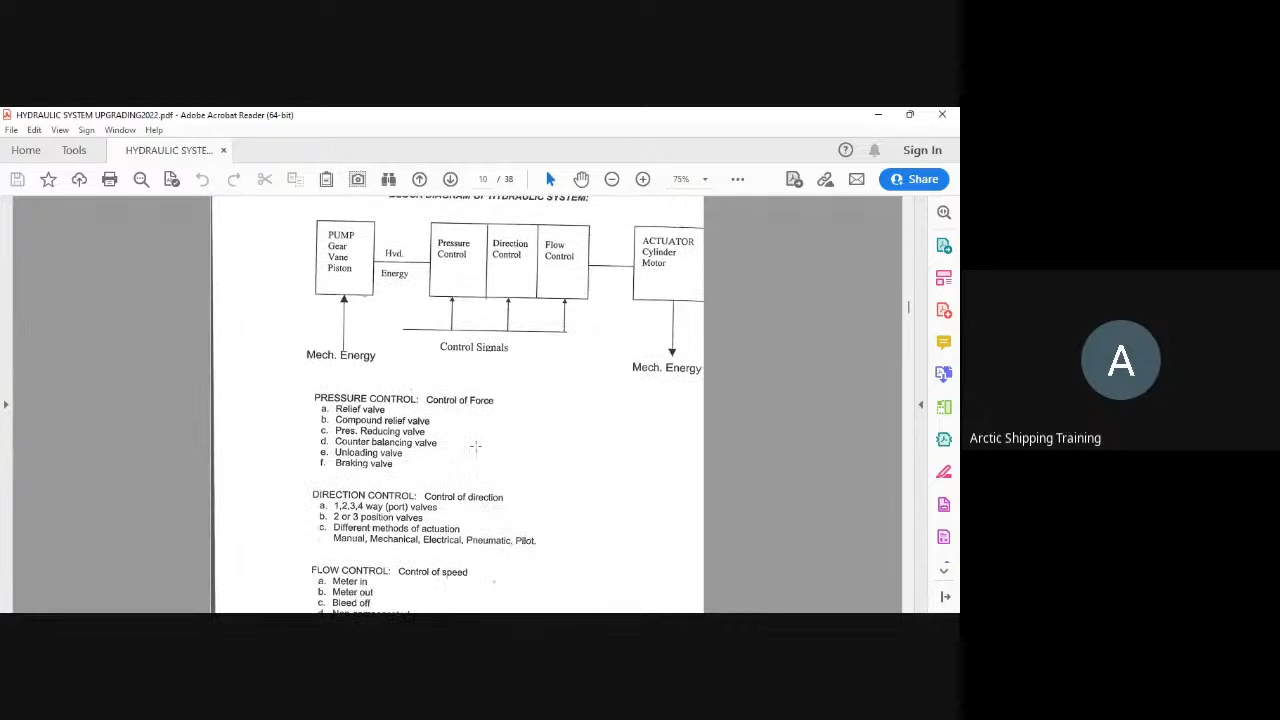 HYDRAULIC SYSTEM UPGRADING2022.pdf - Adobe Acrobat Reader (64-bit)
File Edit View Sign Window Help
Home Tools HYDRAULIC SYSTE... × Sign In
10 / 38 75% Share
BLOCK DIAGRAM OF HYDRAULIC SYSTEM:
PUMP
Gear
Vane
Piston
Hyd.
Energy
Pressure
Control
Direction
Control
Flow
Control
ACTUATOR
Cylinder
Motor
Control Signals
Mech. Energy
Mech. Energy
PRESSURE CONTROL: Control of Force
a. Relief valve
b. Compound relief valve
c. Pres. Reducing valve
d. Counter balancing valve
e. Unloading valve
f. Braking valve
DIRECTION CONTROL: Control of direction
a. 1,2,3,4 way (port) valves
b. 2 or 3 position valves
c. Different methods of actuation
Manual, Mechanical, Electrical, Pneumatic, Pilot.
FLOW CONTROL: Control of speed
a. Meter in
b. Meter out
c. Bleed off
A
Arctic Shipping Training